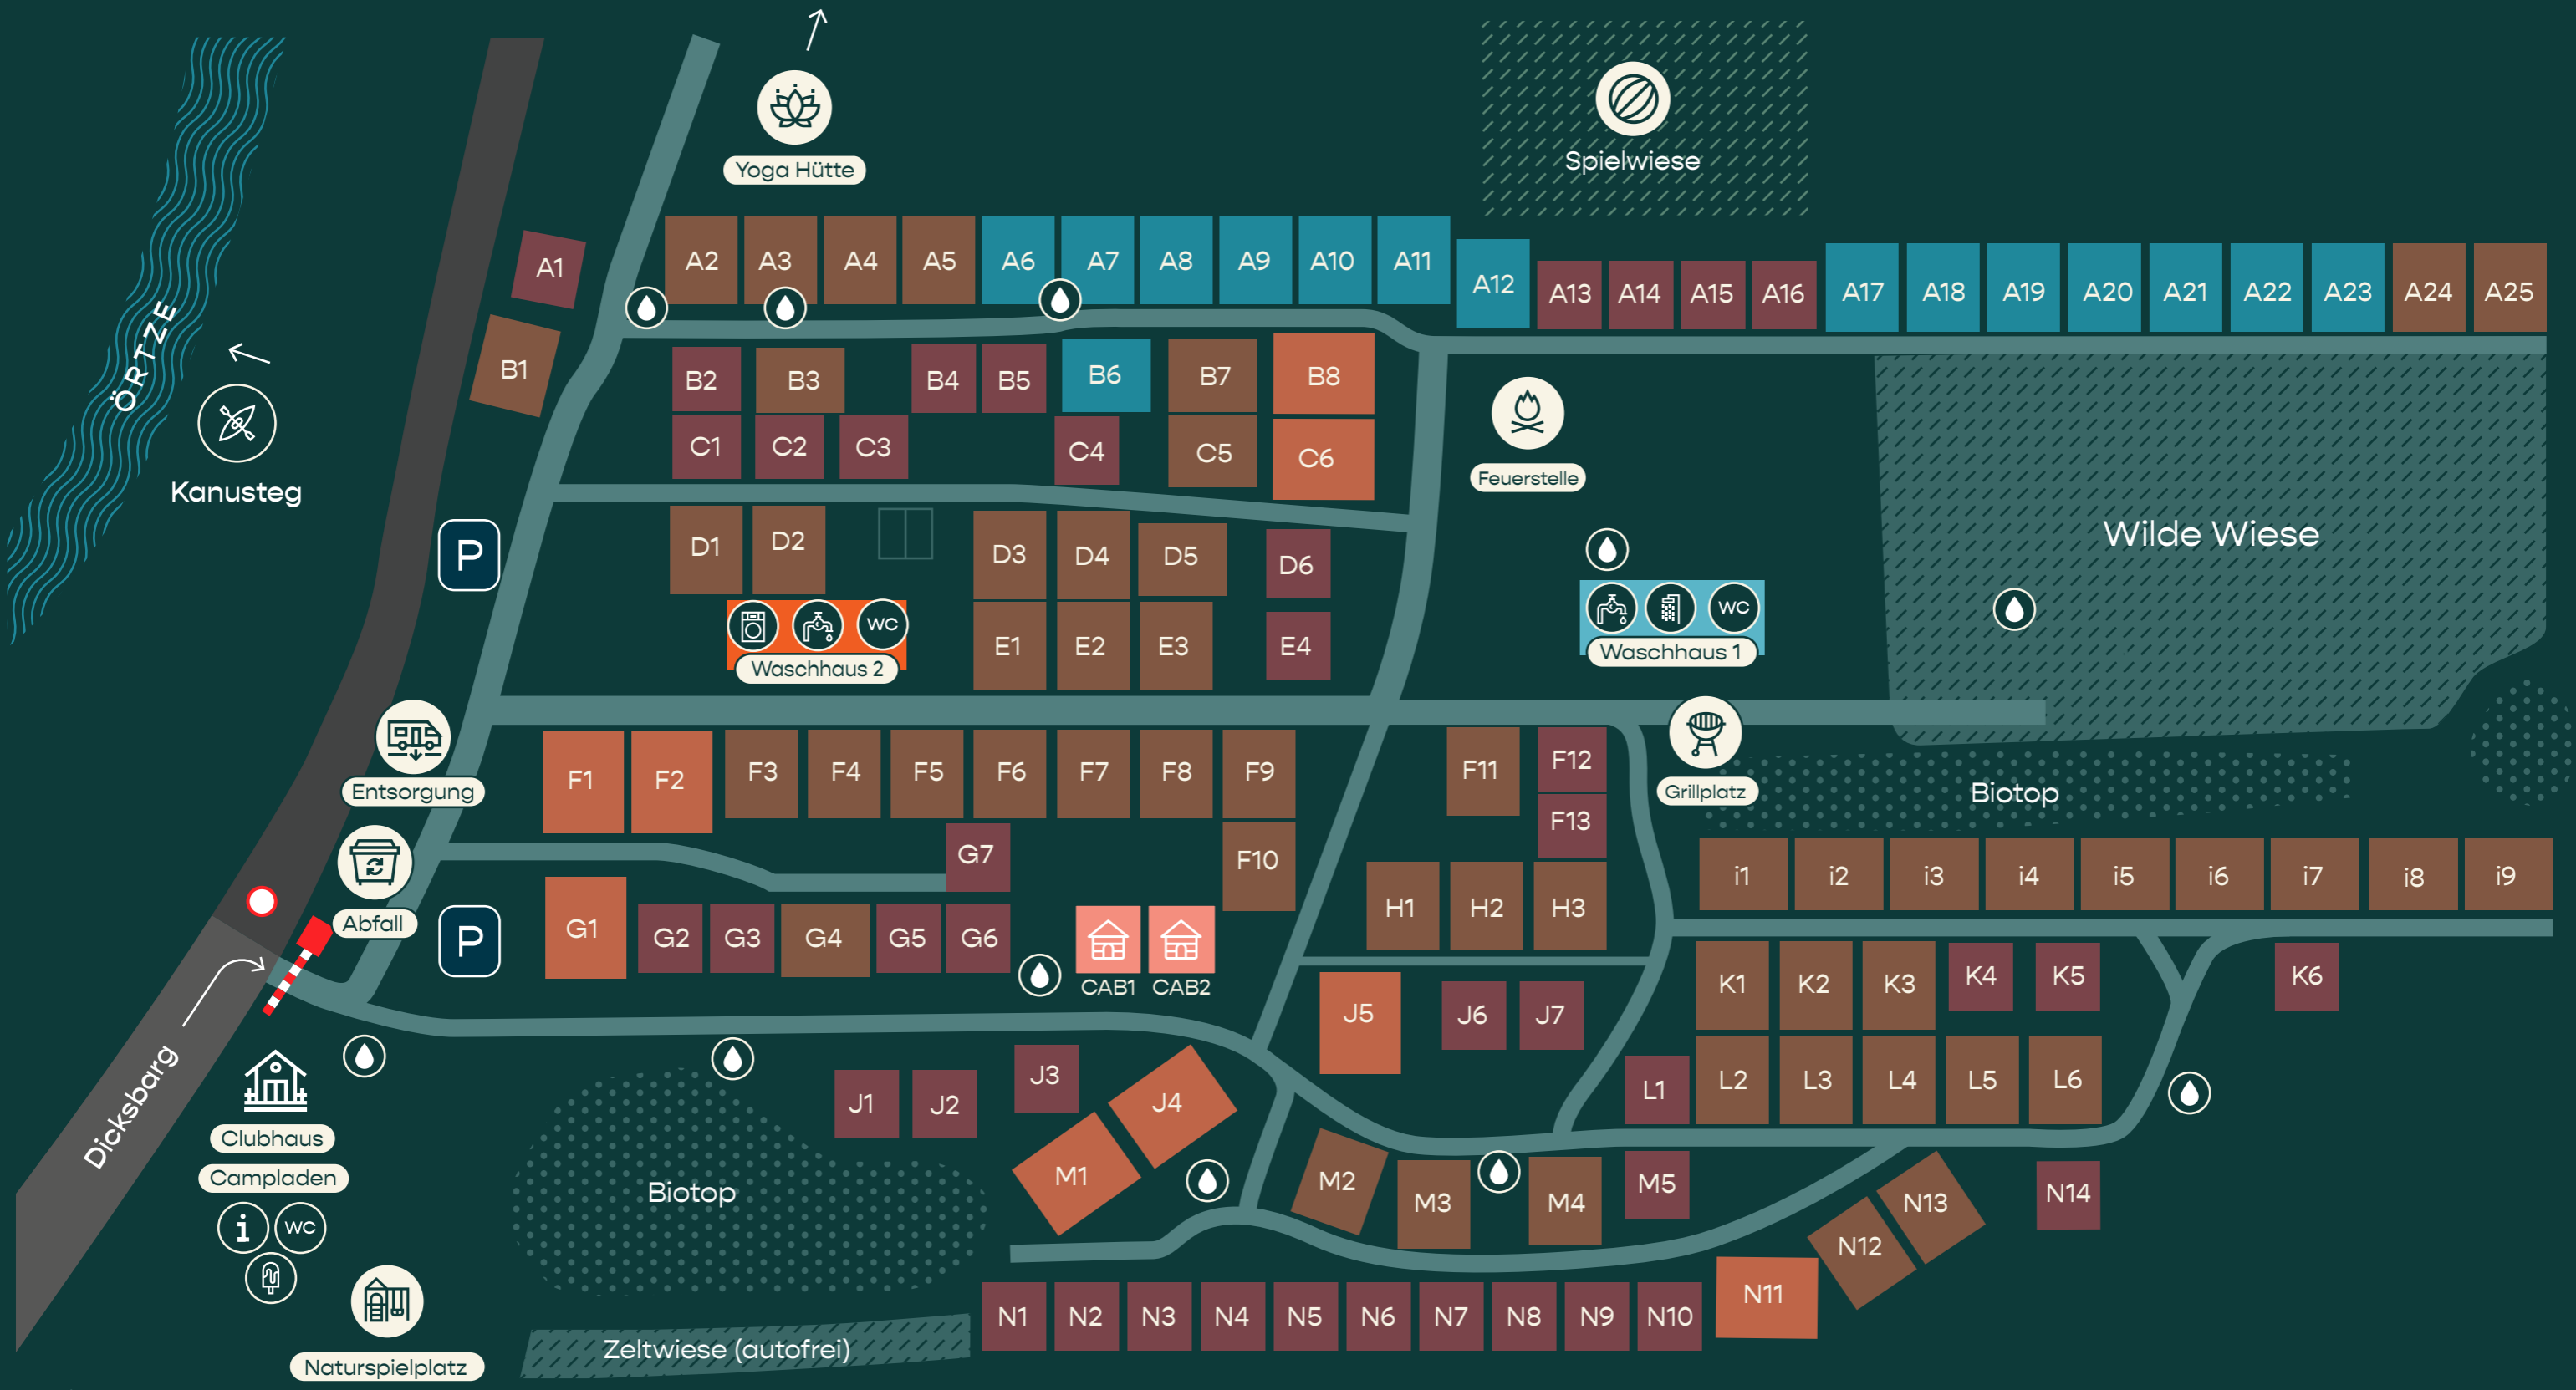 Yoga Hütte
Spielwiese
A1
A2
A3
A4
A5
A6
A7
A8
A9
A10
A11
A12
A13
A14
A15
A16
A17
A18
A19
A20
A21
A22
A23
A24
A25
ÖRTZE
Kanusteg
B1
B2
B3
B4
B5
B6
B7
B8
C1
C2
C3
C4
C5
C6
Feuerstelle
Wilde Wiese
P
D1
D2
D3
D4
D5
D6
WC
Waschhaus 2
E1
E2
E3
E4
WC
Waschhaus 1
Entsorgung
F1
F2
F3
F4
F5
F6
F7
F8
F9
F10
F11
F12
F13
Grillplatz
Biotop
Abfall
P
G1
G2
G3
G4
G5
G6
G7
CAB1
CAB2
H1
H2
H3
i1
i2
i3
i4
i5
i6
i7
i8
i9
J1
J2
J3
J4
J5
J6
J7
K1
K2
K3
K4
K5
K6
L1
L2
L3
L4
L5
L6
Dicksbarg
Clubhaus
Campladen
i
WC
Biotop
M1
M2
M3
M4
M5
N1
N2
N3
N4
N5
N6
N7
N8
N9
N10
N11
N12
N13
N14
Naturspielplatz
Zeltwiese (autofrei)